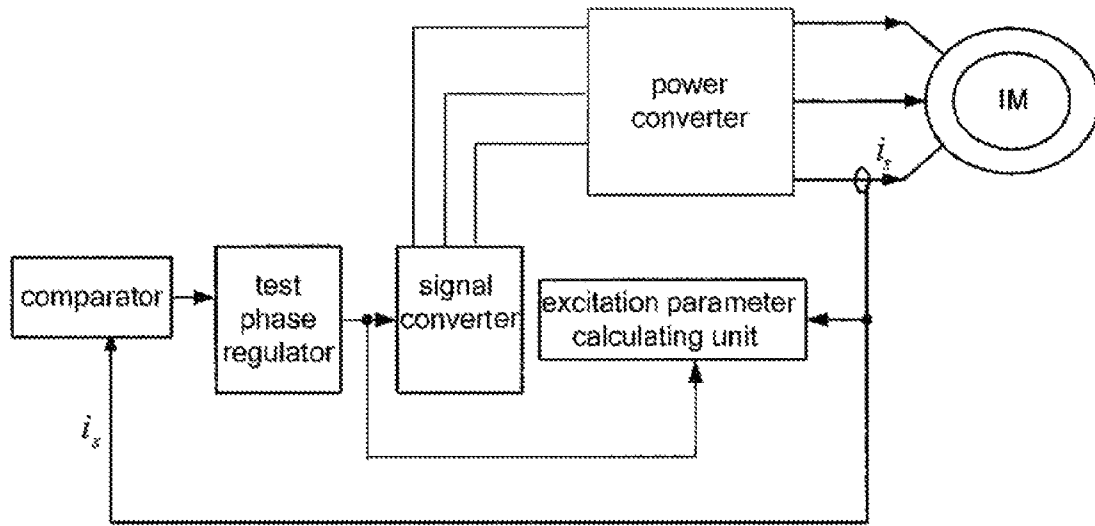 power
converter
IM
i_s
comparator
test
phase
regulator
signal
converter
excitation parameter
calculating unit
i_s